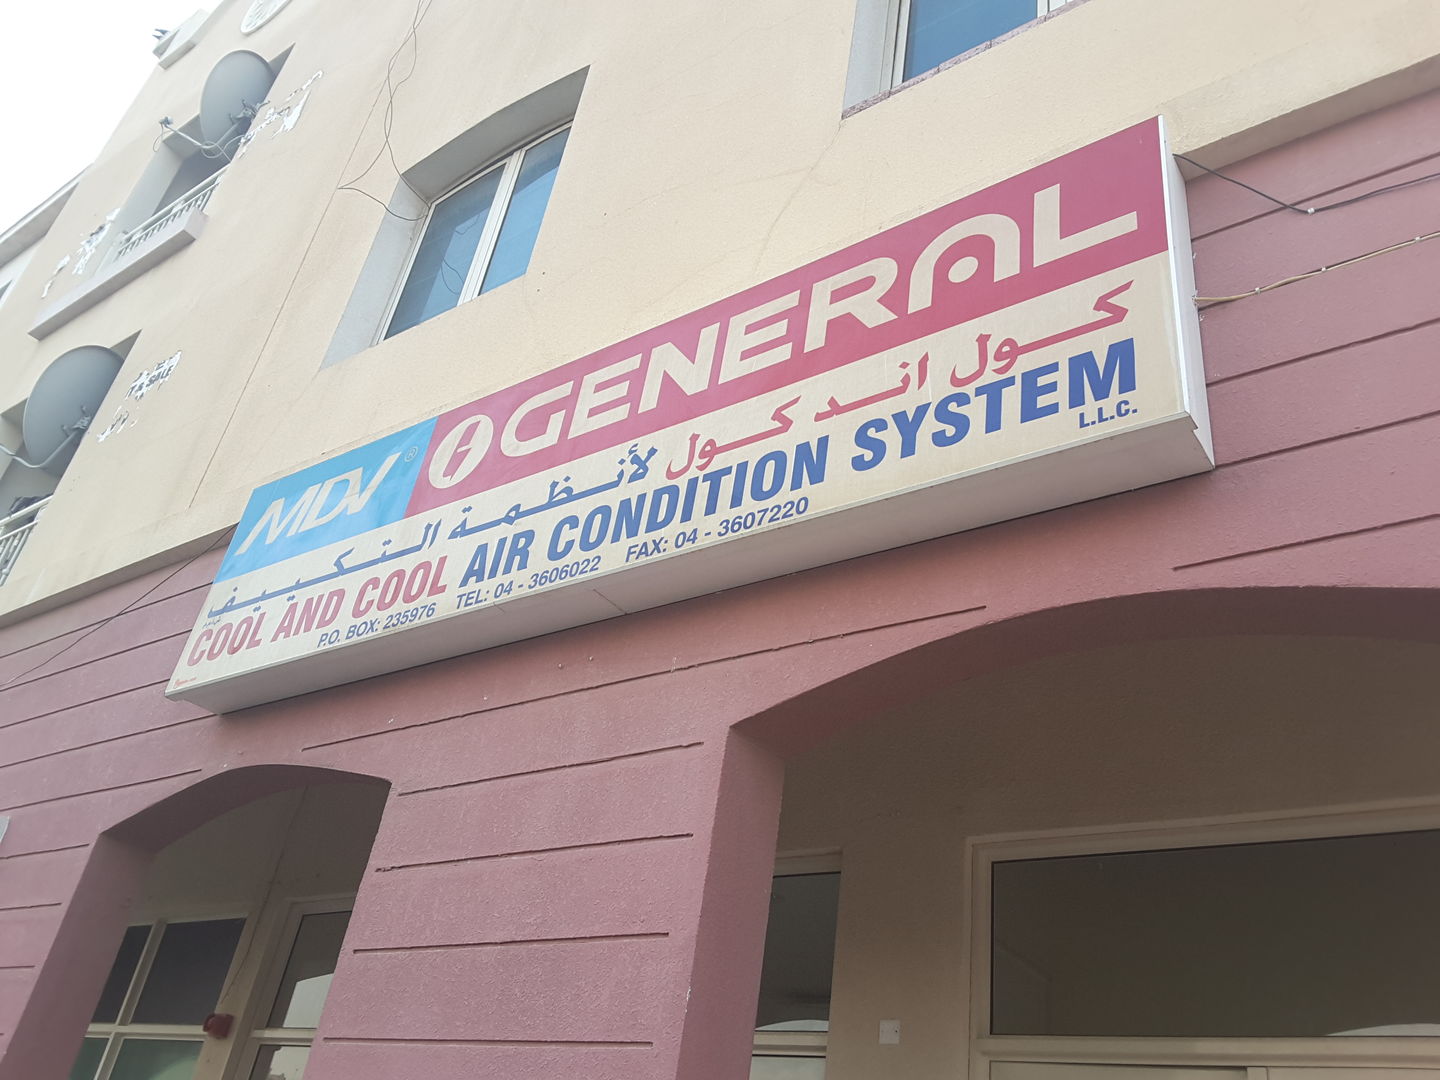 MDV® GENERAL
كول اند كول لأنظمة التكييف
COOL AND COOL AIR CONDITION SYSTEM
L.L.C.
P.O. BOX: 235976 TEL: 04 - 3606022 FAX: 04 - 3607220